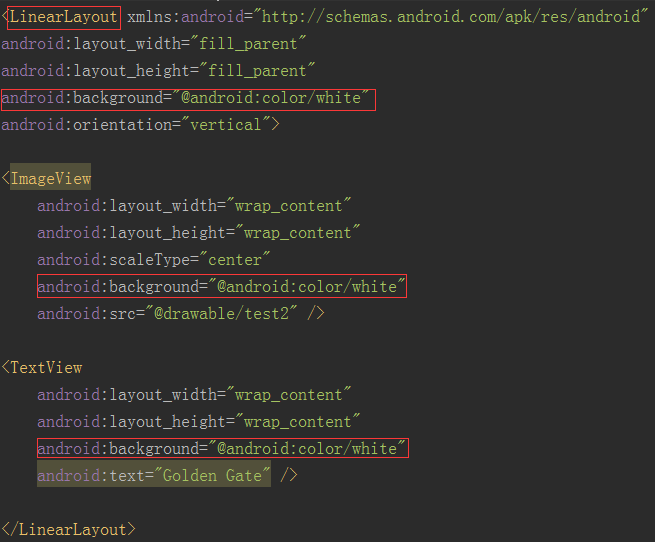 <LinearLayout xmlns:android="http://schemas.android.com/apk/res/android"
android:layout_width="fill_parent"
android:layout_height="fill_parent"
android:background="@android:color/white"
android:orientation="vertical">
<ImageView
android:layout_width="wrap_content"
android:layout_height="wrap_content"
android:scaleType="center"
android:background="@android:color/white"
android:src="@drawable/test2" />
<TextView
android:layout_width="wrap_content"
android:layout_height="wrap_content"
android:background="@android:color/white"
android:text="Golden Gate" />
</LinearLayout>